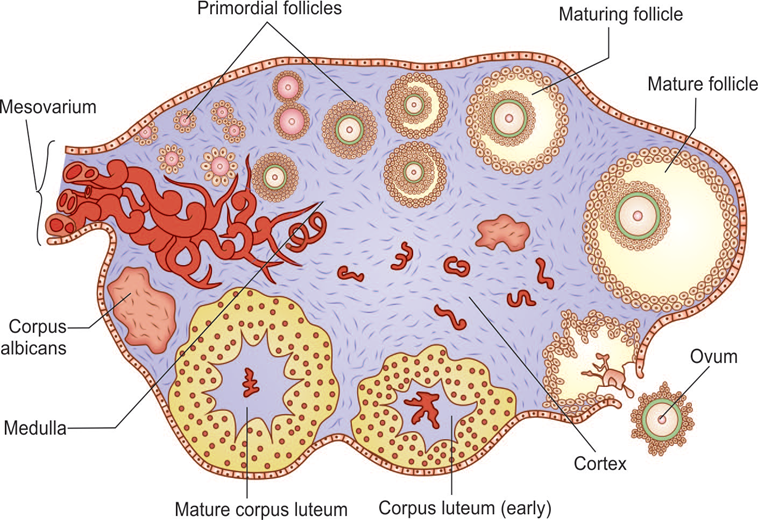 Primordial follicles
Maturing follicle
Mature follicle
Mesovarium
Corpus
albicans
Ovum
Medulla
Cortex
Mature corpus luteum
Corpus luteum (early)